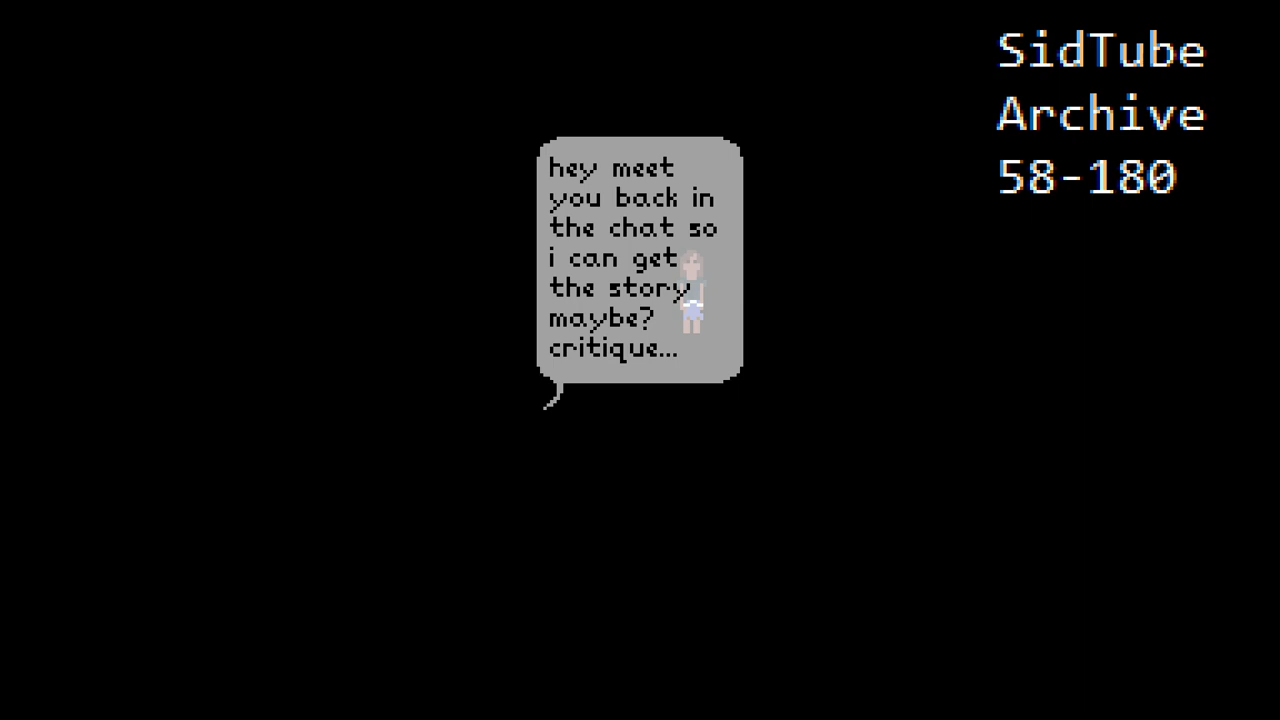 hey meet
you back in
the chat so
i can get
the story
maybe?
critique...
SidTube
Archive
58-180